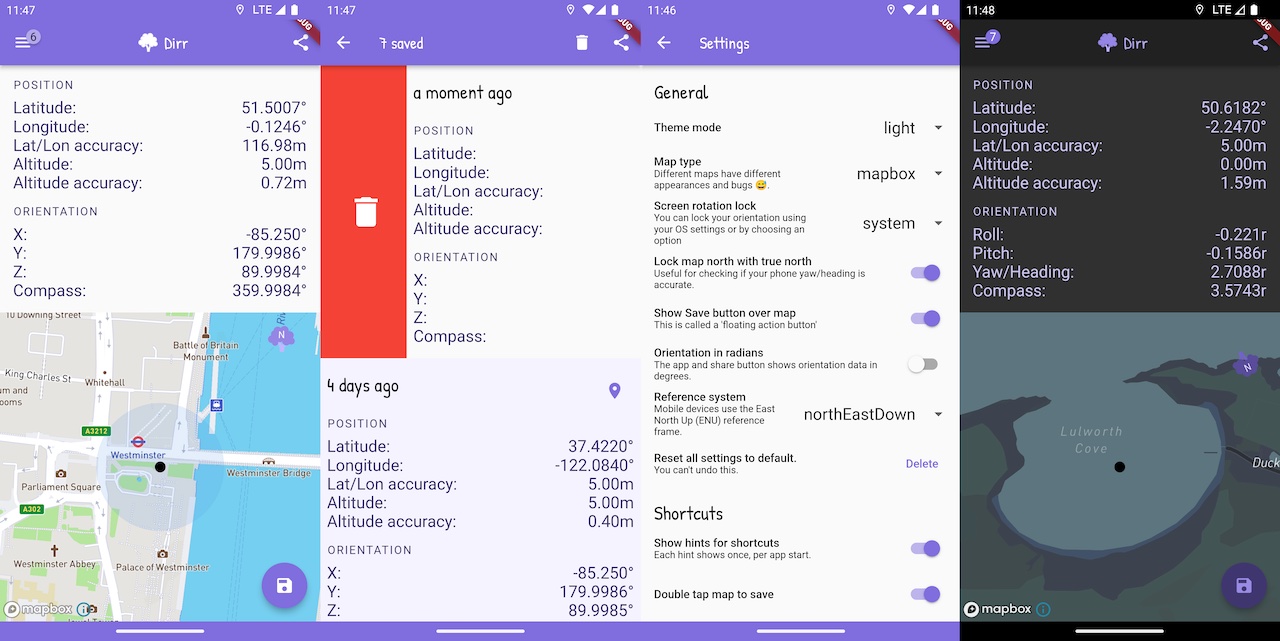 11:47
LTE
6
Dirr
POSITION
Latitude: 51.5007°
Longitude: -0.1246°
Lat/Lon accuracy: 116.98m
Altitude: 5.00m
Altitude accuracy: 0.72m
ORIENTATION
X: -85.250°
Y: 179.9986°
Z: 89.9984°
Compass: 359.9984°
10 Downing Street
N
Battle of Britain
Monument
King Charles St
Whitehall
A3212
Westminster
Westminster Bridge
Parliament Square
A302
Westminster Abbey
Palace of Westminster
mapbox
11:47
7 saved
a moment ago
POSITION
Latitude:
Longitude:
Lat/Lon accuracy:
Altitude:
Altitude accuracy:
ORIENTATION
X:
Y:
Z:
Compass:
4 days ago
POSITION
Latitude: 37.4220°
Longitude: -122.0840°
Lat/Lon accuracy: 5.00m
Altitude: 5.00m
Altitude accuracy: 0.40m
ORIENTATION
X: -85.250°
Y: 179.9986°
Z: 89.9985°
11:46
Settings
General
Theme mode
light
Map type
Different maps have different
appearances and bugs 😅.
mapbox
Screen rotation lock
You can lock your orientation using
your OS settings or by choosing an
option
system
Lock map north with true north
Useful for checking if your phone yaw/heading is
accurate.
Show Save button over map
This is called a 'floating action button'
Orientation in radians
The app and share button shows orientation data in
degrees.
Reference system
Mobile devices use the East
North Up (ENU) reference
frame.
northEastDown
Reset all settings to default.
You can't undo this.
Delete
Shortcuts
Show hints for shortcuts
Each hint shows once, per app start.
Double tap map to save
11:48
LTE
7
Dirr
POSITION
Latitude: 50.6182°
Longitude: -2.2470°
Lat/Lon accuracy: 5.00m
Altitude: 0.00m
Altitude accuracy: 1.59m
ORIENTATION
Roll: -0.221r
Pitch: -0.1586r
Yaw/Heading: 2.7088r
Compass: 3.5743r
N
Lulworth
Cove
Duck
mapbox